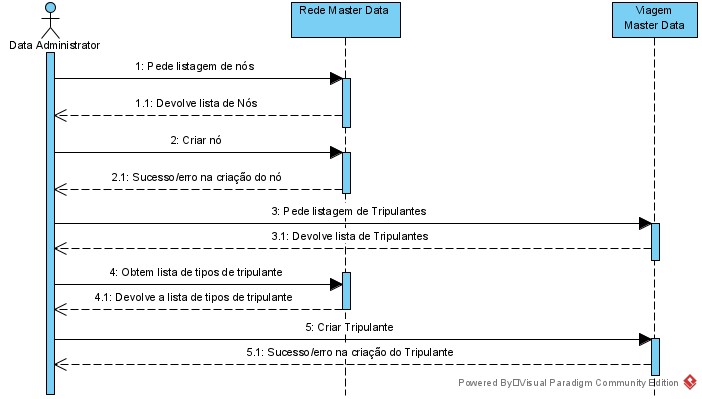 Data Administrator
Rede Master Data
Viagem
Master Data
1: Pede listagem de nós
1.1: Devolve lista de Nós
2: Criar nó
2.1: Sucesso/erro na criação do nó
3: Pede listagem de Tripulantes
3.1: Devolve lista de Tripulantes
4: Obtem lista de tipos de tripulante
4.1: Devolve a lista de tipos de tripulante
5: Criar Tripulante
5.1: Sucesso/erro na criação do Tripulante
Powered By Visual Paradigm Community Edition